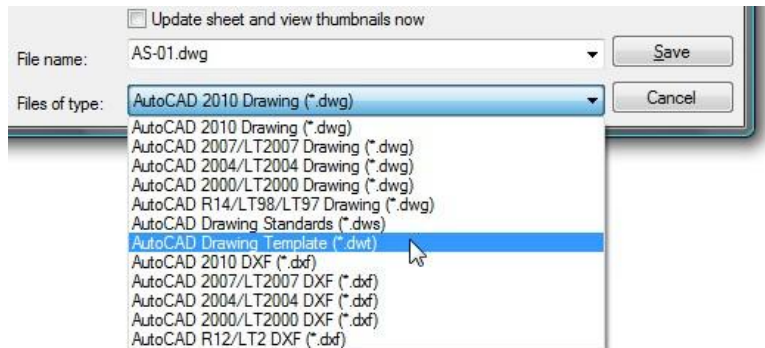 Update sheet and view thumbnails now
File name: AS-01.dwg Save
Files of type: AutoCAD 2010 Drawing (*.dwg) Cancel
AutoCAD 2010 Drawing (*.dwg)
AutoCAD 2007/LT2007 Drawing (*.dwg)
AutoCAD 2004/LT2004 Drawing (*.dwg)
AutoCAD 2000/LT2000 Drawing (*.dwg)
AutoCAD R14/LT98/LT97 Drawing (*.dwg)
AutoCAD Drawing Standards (*.dws)
AutoCAD Drawing Template (*.dwt)
AutoCAD 2010 DXF (*.dxf)
AutoCAD 2007/LT2007 DXF (*.dxf)
AutoCAD 2004/LT2004 DXF (*.dxf)
AutoCAD 2000/LT2000 DXF (*.dxf)
AutoCAD R12/LT2 DXF (*.dxf)